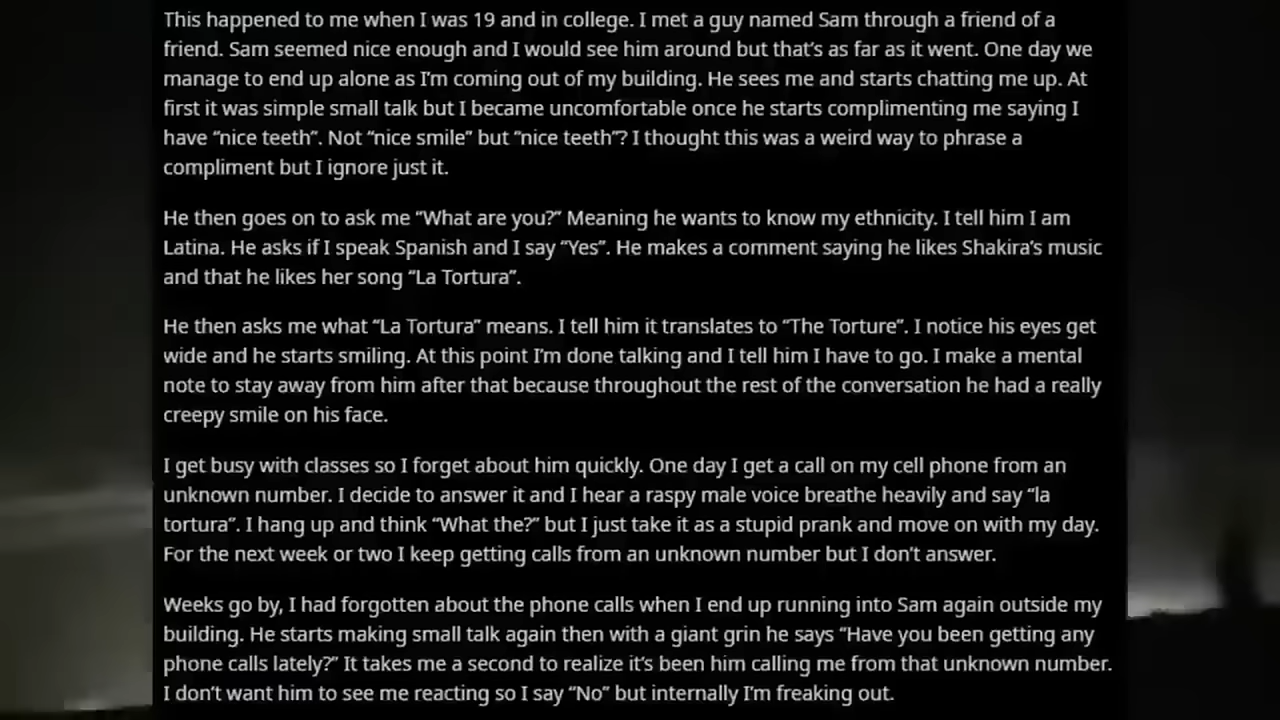 This happened to me when I was 19 and in college. I met a guy named Sam through a friend of a
friend. Sam seemed nice enough and I would see him around but that's as far as it went. One day we
manage to end up alone as I'm coming out of my building. He sees me and starts chatting me up. At
first it was simple small talk but I became uncomfortable once he starts complimenting me saying I
have “nice teeth”. Not “nice smile” but “nice teeth”? I thought this was a weird way to phrase a
compliment but I ignore just it.
He then goes on to ask me “What are you?” Meaning he wants to know my ethnicity. I tell him I am
Latina. He asks if I speak Spanish and I say “Yes”. He makes a comment saying he likes Shakira’s music
and that he likes her song “La Tortura”.
He then asks me what “La Tortura” means. I tell him it translates to “The Torture”. I notice his eyes get
wide and he starts smiling. At this point I’m done talking and I tell him I have to go. I make a mental
note to stay away from him after that because throughout the rest of the conversation he had a really
creepy smile on his face.
I get busy with classes so I forget about him quickly. One day I get a call on my cell phone from an
unknown number. I decide to answer it and I hear a raspy male voice breathe heavily and say “la
tortura”. I hang up and think “What the?” but I just take it as a stupid prank and move on with my day.
For the next week or two I keep getting calls from an unknown number but I don’t answer.
Weeks go by, I had forgotten about the phone calls when I end up running into Sam again outside my
building. He starts making small talk again then with a giant grin he says “Have you been getting any
phone calls lately?” It takes me a second to realize it’s been him calling me from that unknown number.
I don’t want him to see me reacting so I say “No” but internally I’m freaking out.